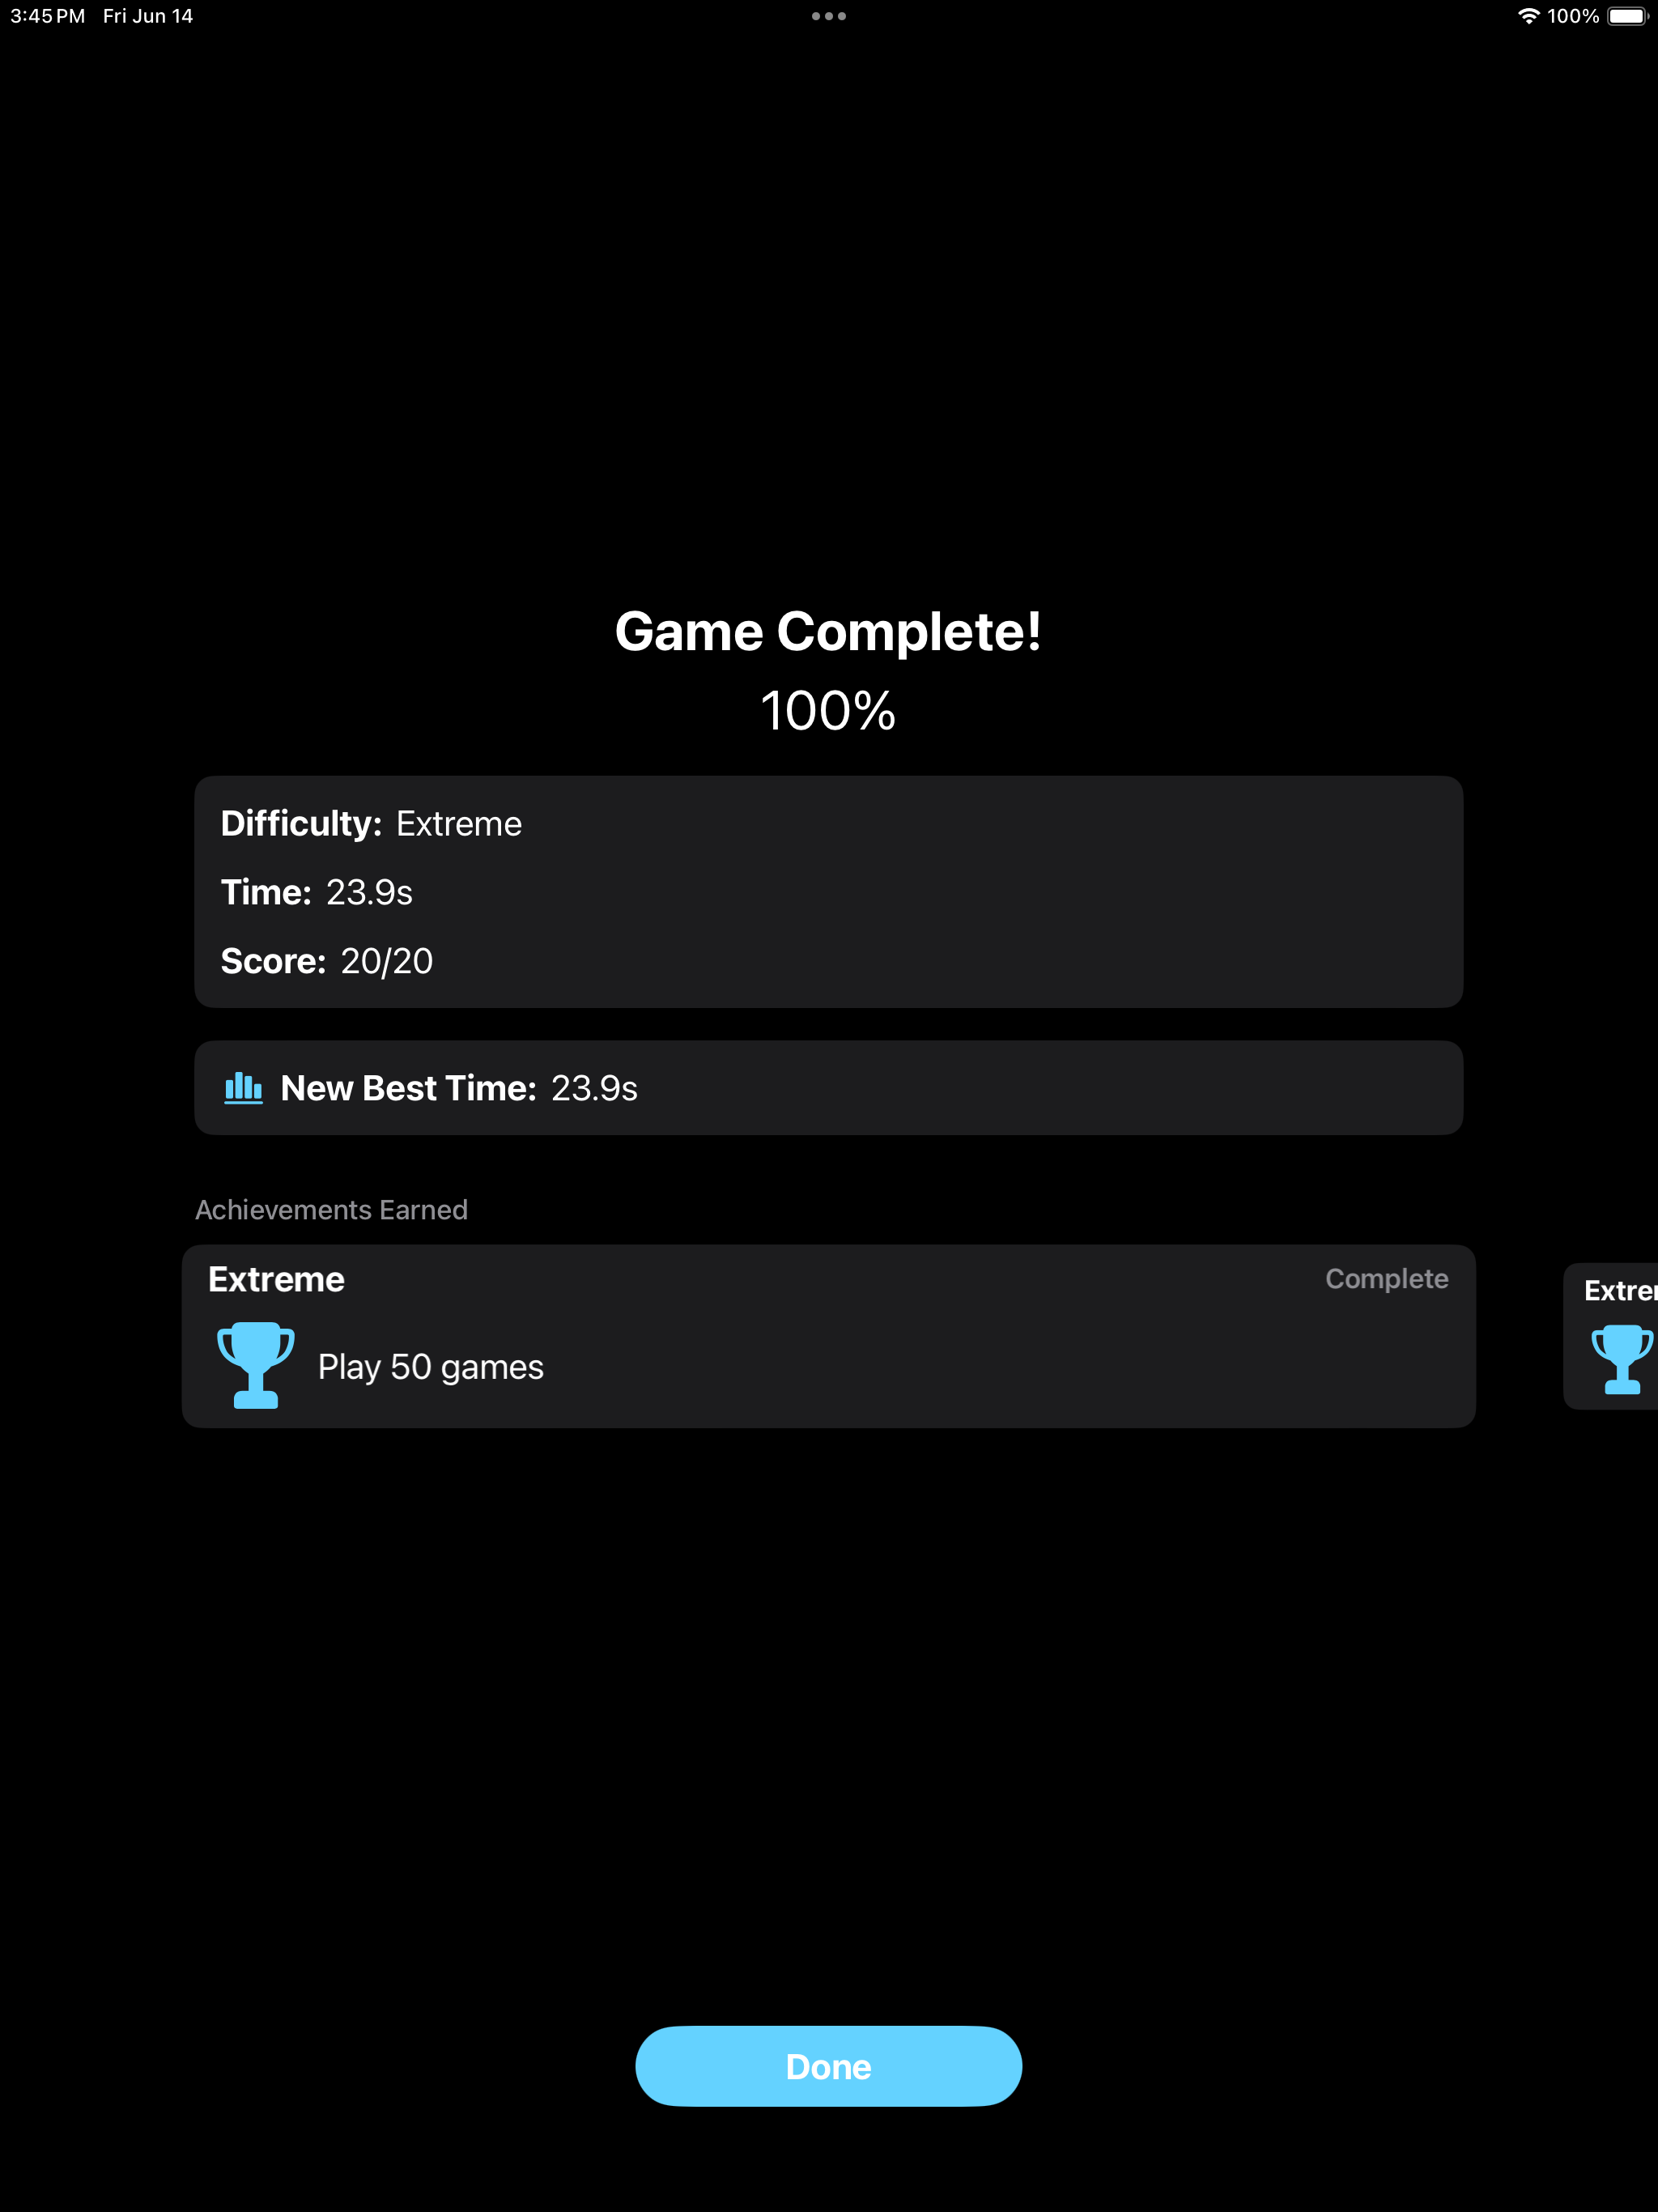 3:45 PM Fri Jun 14 100%
Game Complete!
100%
Difficulty: Extreme
Time: 23.9s
Score: 20/20
New Best Time: 23.9s
Achievements Earned
Extreme Complete
Play 50 games
Extre
Done